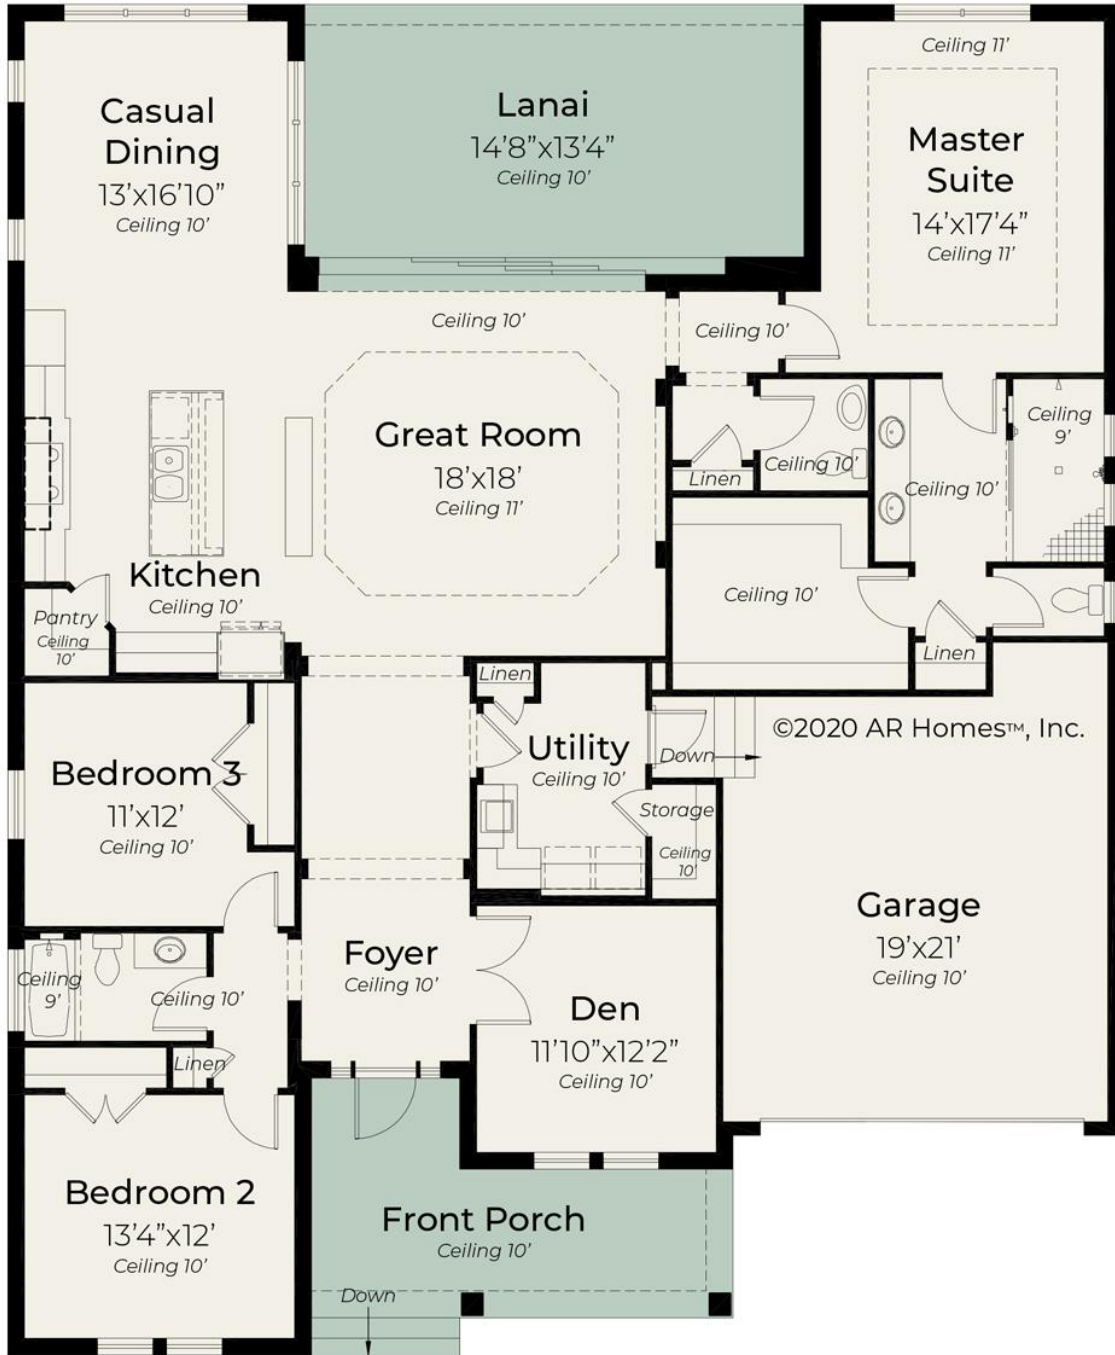 Casual
Dining
13'x16'10”
Ceiling 10'
Lanai
14'8”x13'4”
Ceiling 10'
Ceiling 11'
Master
Suite
14'x17'4”
Ceiling 11'
Ceiling 10'
Ceiling 10'
Great Room
18'x18'
Ceiling 11'
Linen
Ceiling 10'
Ceiling 10'
Ceiling
9'
Kitchen
Ceiling 10'
Pantry
Ceiling
10'
Ceiling 10'
Linen
Linen
Utility
Ceiling 10'
Down
©2020 AR Homes™, Inc.
Storage
Ceiling
10'
Bedroom 3
11'x12'
Ceiling 10'
Garage
19'x21'
Ceiling 10'
Foyer
Ceiling 10'
Ceiling
9'
Ceiling 10'
Linen
Den
11'10”x12'2”
Ceiling 10'
Bedroom 2
13'4”x12'
Ceiling 10'
Front Porch
Ceiling 10'
Down